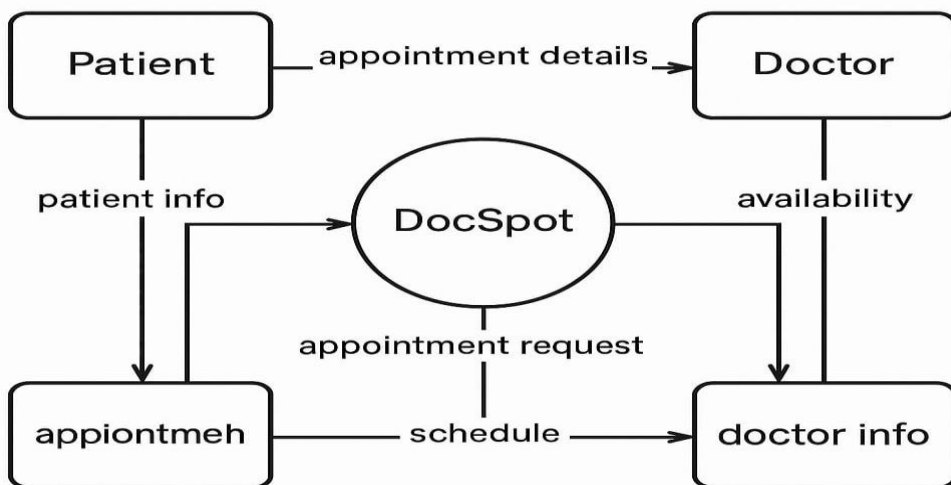 Patient
appointment details
Doctor
patient info
DocSpot
availability
appointment request
appiontmeh
schedule
doctor info